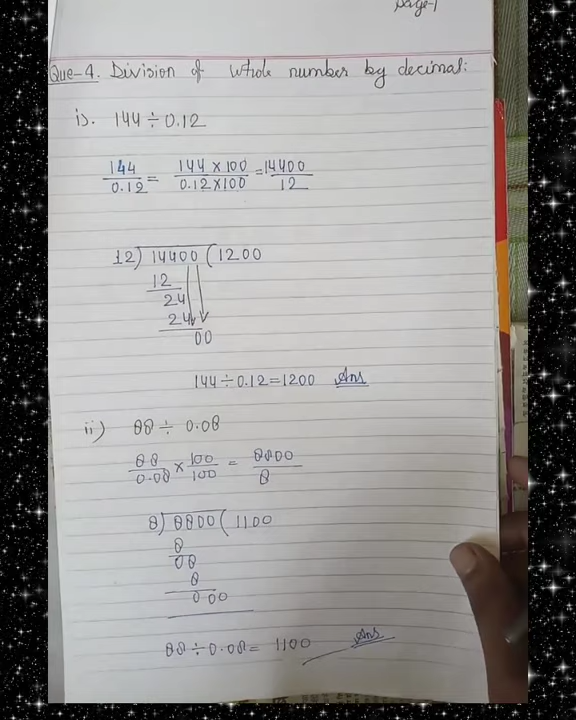 Page-1
Que-4. Division of whole number by decimal:
i). 144 ÷ 0.12
144/0.12 = 144 × 100/0.12 × 100 = 14400/12
12) 14400 ( 1200
12
24
24
00
144 ÷ 0.12 = 1200 Ans
ii) 88 ÷ 0.08
88/0.08 × 100/100 = 8800/8
8) 8800 ( 1100
8
08
8
0 00
88 ÷ 0.08 = 1100 Ans